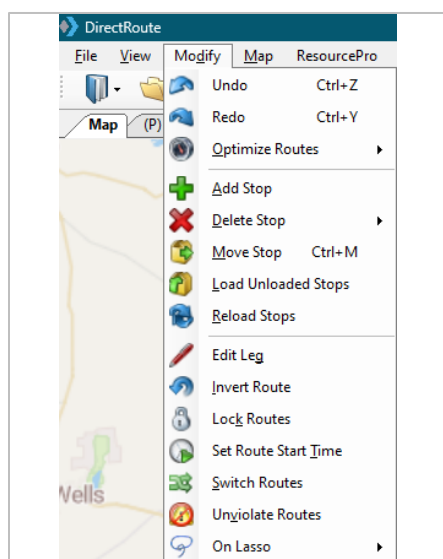 DirectRoute
File View Modify Map ResourcePro
Map (P)
Undo Ctrl+Z
Redo Ctrl+Y
Optimize Routes
Add Stop
Delete Stop
Move Stop Ctrl+M
Load Unloaded Stops
Reload Stops
Edit Leg
Invert Route
Lock Routes
Set Route Start Time
Wells
Switch Routes
Unviolate Routes
On Lasso